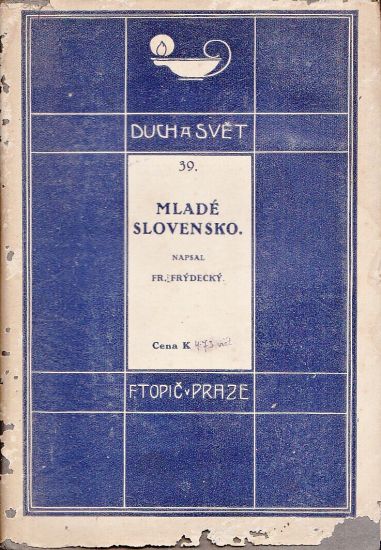 DUCH A SVĚT
39.
MLADÉ
SLOVENSKO.
NAPSAL
FR. FRÝDECKÝ
Cena K
F. TOPIČ V PRAZE